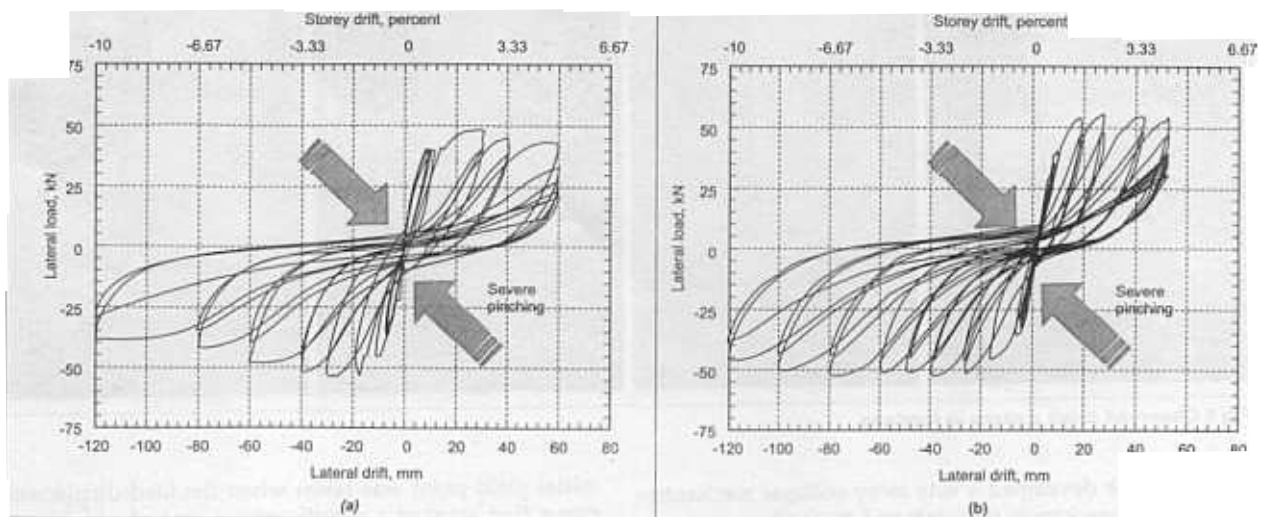 Storey drift, percent
-10 -6.67 -3.33 0 3.33 6.67
75
50
25
0
-25
-50
-75
Lateral load, kN
Severe
pinching
-120 -100 -80 -60 -40 -20 0 20 40 60 80
Lateral drift, mm
(a)
Storey drift, percent
-10 -6.67 -3.33 0 3.33 6.67
75
50
25
0
-25
-50
-75
Lateral load, kN
Severe
pinching
-120 -100 -80 -60 -40 -20 0 20 40 60 80
Lateral drift, mm
(b)